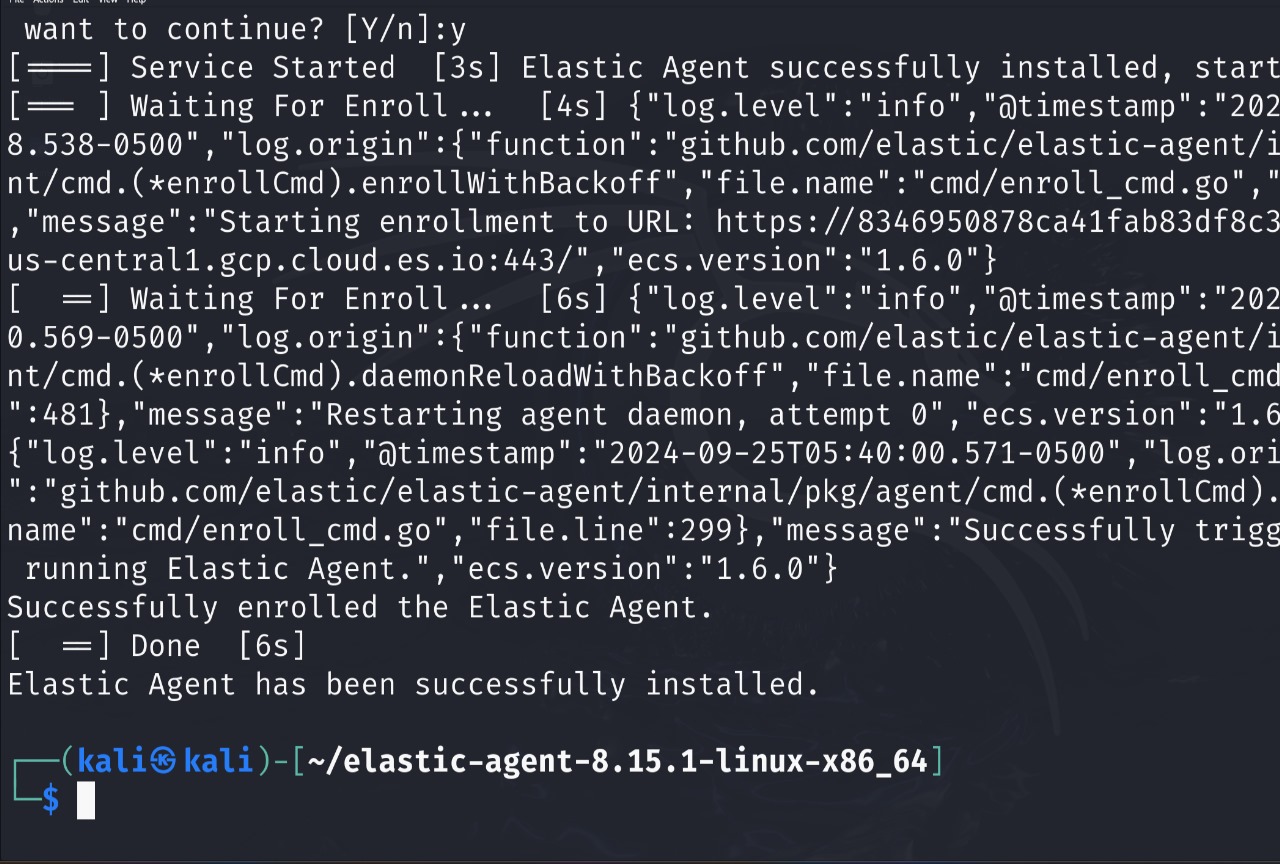 want to continue? [Y/n]:y
[====] Service Started  [3s] Elastic Agent successfully installed, start
[=== ] Waiting For Enroll...  [4s] {"log.level":"info","@timestamp":"202
8.538-0500","log.origin":{"function":"github.com/elastic/elastic-agent/i
nt/cmd.(*enrollCmd).enrollWithBackoff","file.name":"cmd/enroll_cmd.go","
,"message":"Starting enrollment to URL: https://8346950878ca41fab83df8c3
us-central1.gcp.cloud.es.io:443/","ecs.version":"1.6.0"}
[  ==] Waiting For Enroll...  [6s] {"log.level":"info","@timestamp":"202
0.569-0500","log.origin":{"function":"github.com/elastic/elastic-agent/i
nt/cmd.(*enrollCmd).daemonReloadWithBackoff","file.name":"cmd/enroll_cmd
":481},"message":"Restarting agent daemon, attempt 0","ecs.version":"1.6
{"log.level":"info","@timestamp":"2024-09-25T05:40:00.571-0500","log.ori
":"github.com/elastic/elastic-agent/internal/pkg/agent/cmd.(*enrollCmd).
name":"cmd/enroll_cmd.go","file.line":299},"message":"Successfully trigg
running Elastic Agent.","ecs.version":"1.6.0"}
Successfully enrolled the Elastic Agent.
[  ==] Done  [6s]
Elastic Agent has been successfully installed.
┌──(kali㉿kali)-[~/elastic-agent-8.15.1-linux-x86_64]
└─$